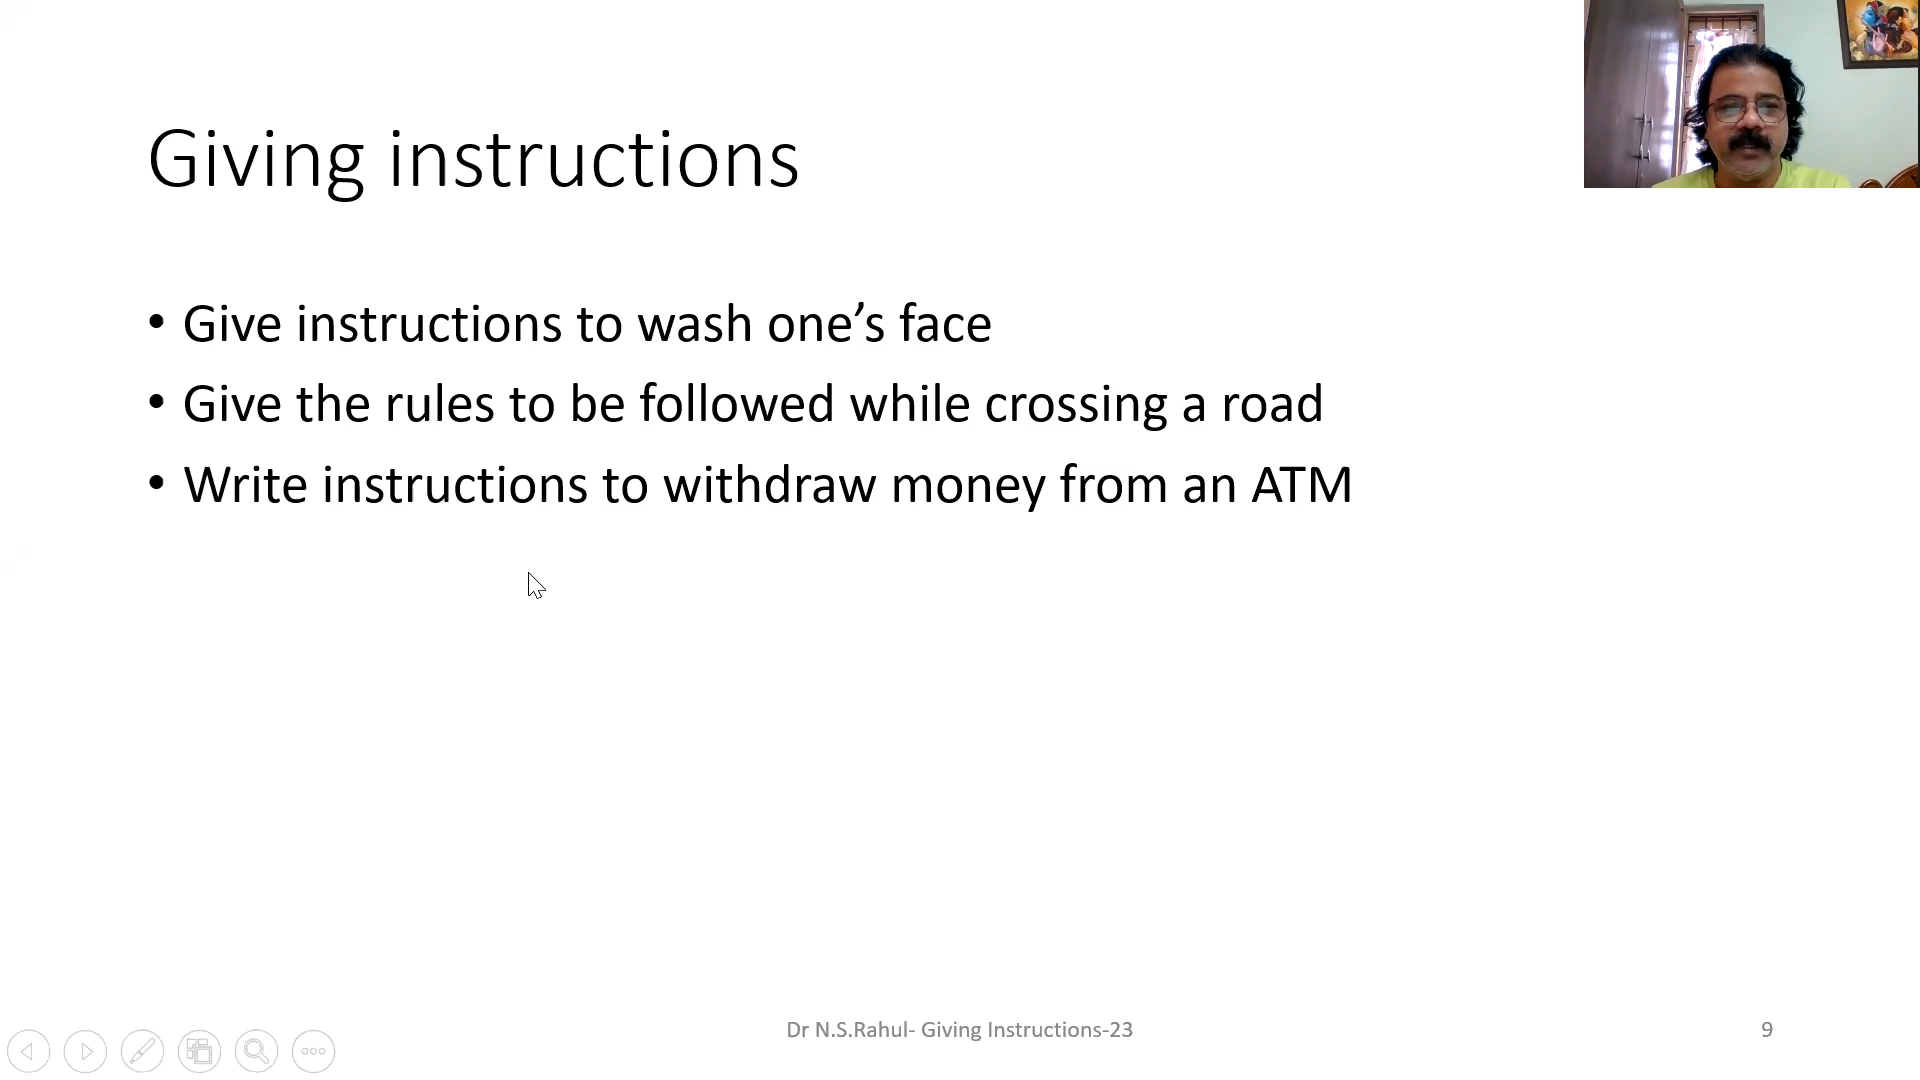 Giving instructions
• Give instructions to wash one’s face
• Give the rules to be followed while crossing a road
• Write instructions to withdraw money from an ATM
Dr N.S.Rahul- Giving Instructions-23
9